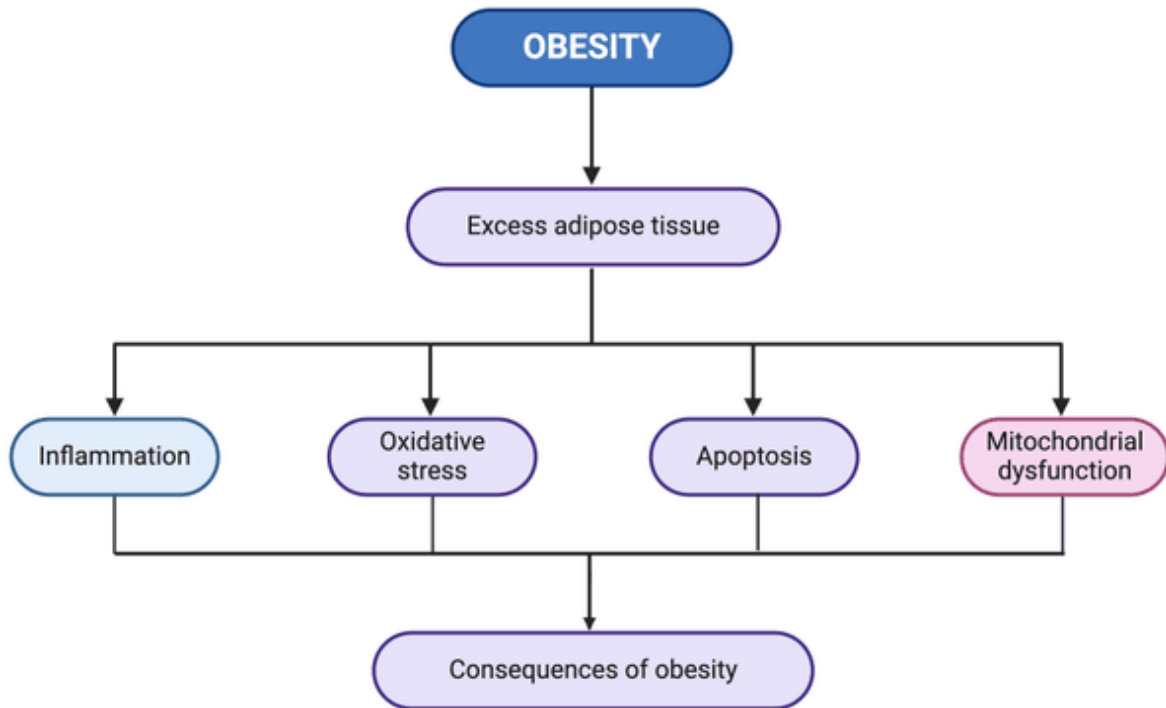 OBESITY
Excess adipose tissue
Inflammation
Oxidative
stress
Apoptosis
Mitochondrial
dysfunction
Consequences of obesity